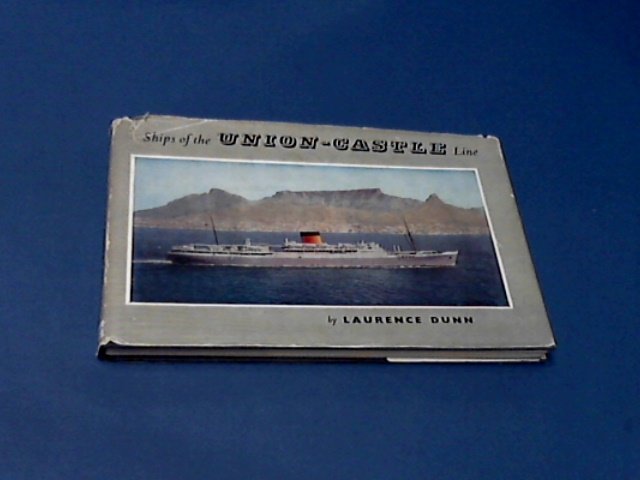 Ships of the UNION-CASTLE Line
by LAURENCE DUNN